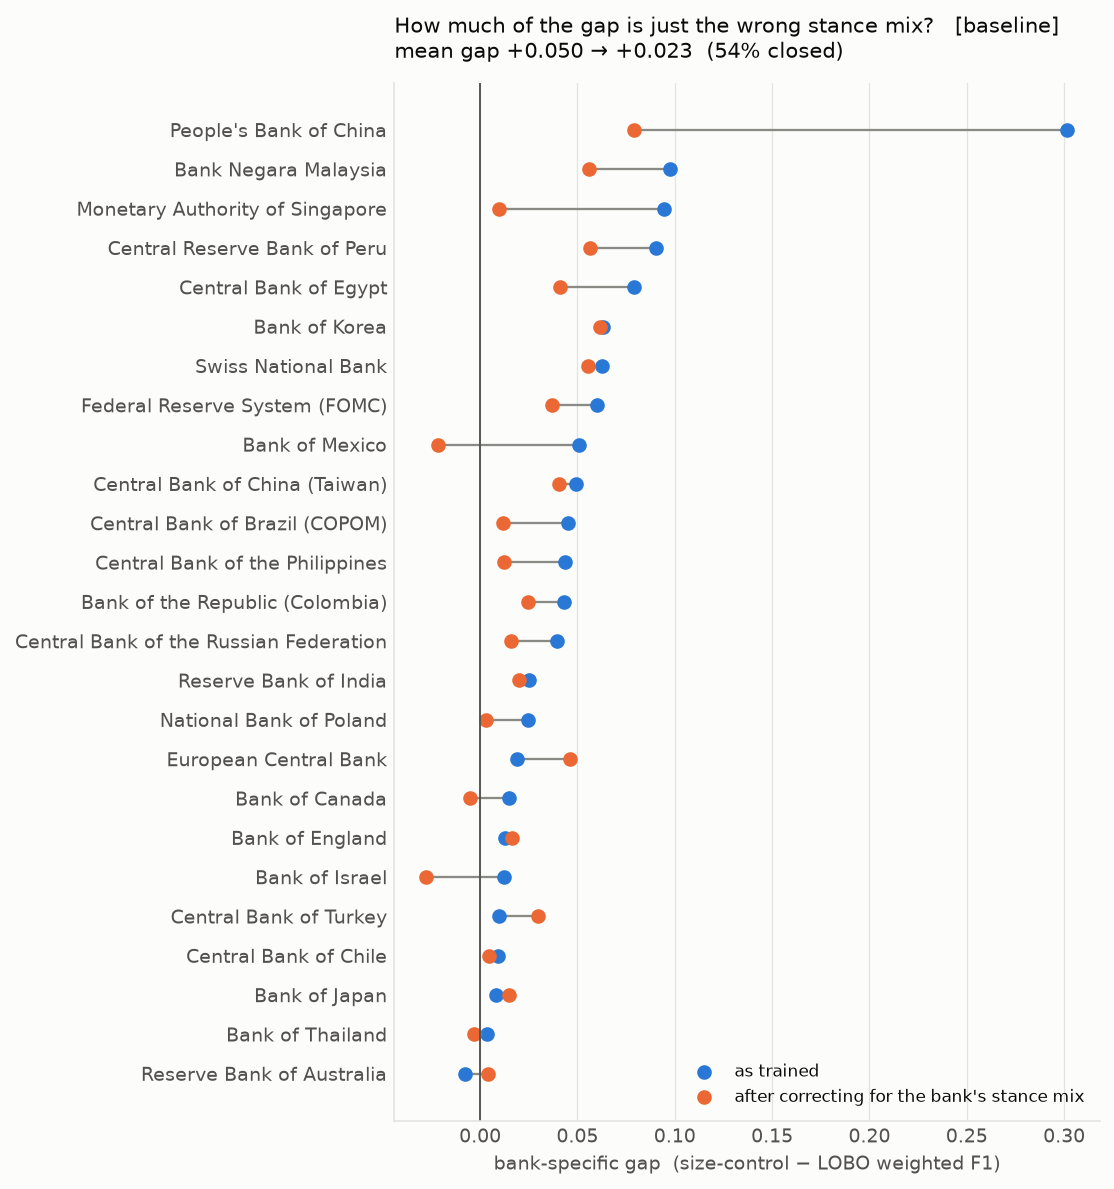 How much of the gap is just the wrong stance mix?   [baseline]
mean gap +0.050 → +0.023  (54% closed)
People's Bank of China
Bank Negara Malaysia
Monetary Authority of Singapore
Central Reserve Bank of Peru
Central Bank of Egypt
Bank of Korea
Swiss National Bank
Federal Reserve System (FOMC)
Bank of Mexico
Central Bank of China (Taiwan)
Central Bank of Brazil (COPOM)
Central Bank of the Philippines
Bank of the Republic (Colombia)
Central Bank of the Russian Federation
Reserve Bank of India
National Bank of Poland
European Central Bank
Bank of Canada
Bank of England
Bank of Israel
Central Bank of Turkey
Central Bank of Chile
Bank of Japan
Bank of Thailand
Reserve Bank of Australia
as trained
after correcting for the bank's stance mix
0.00 0.05 0.10 0.15 0.20 0.25 0.30
bank-specific gap  (size-control − LOBO weighted F1)